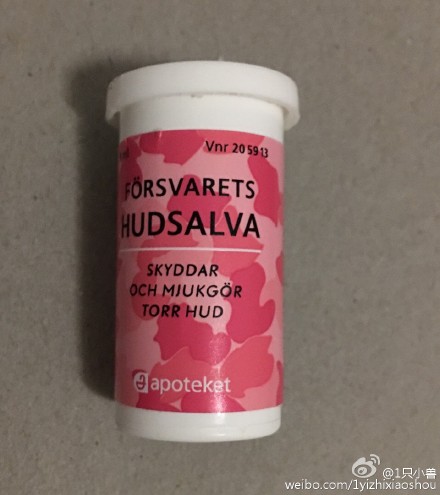 Vnr 20 59 13
FÖRSVARETS
HUDSALVA
SKYDDAR
OCH MJUKGÖR
TORR HUD
apoteket
@1只小兽
weibo.com/1yizhixiaoshou